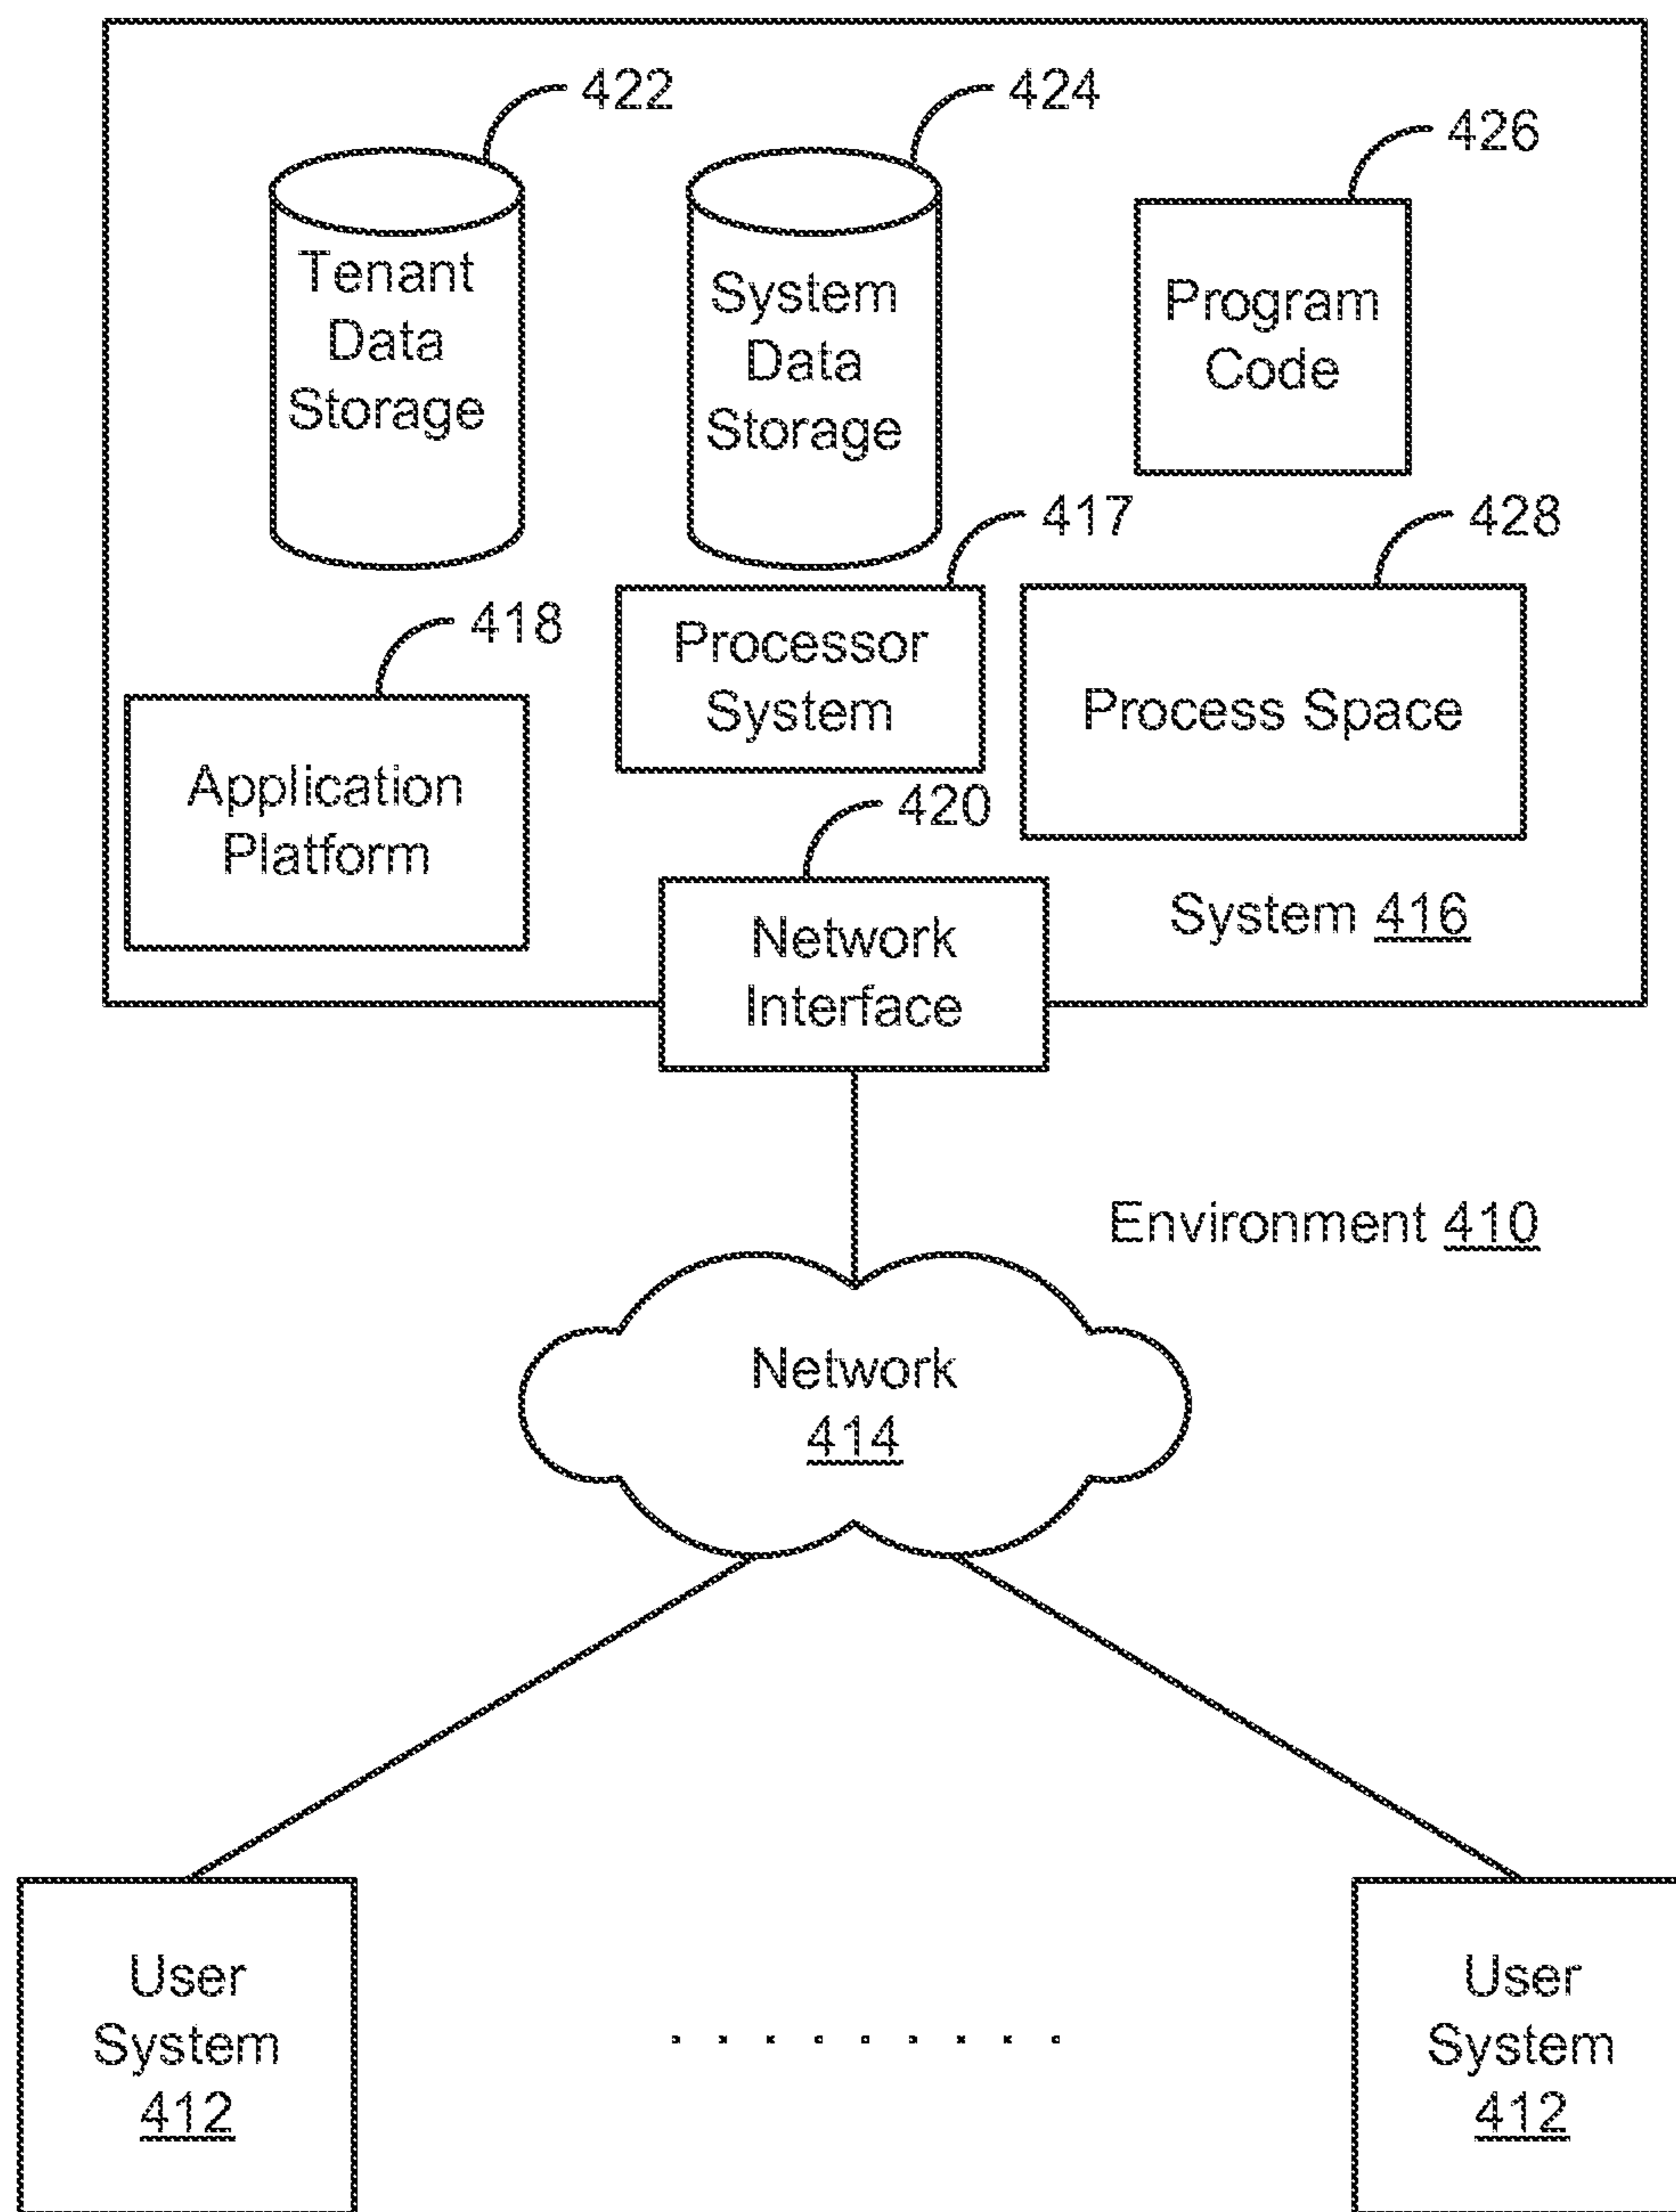 422
424
426
Tenant
Data
Storage
System
Data
Storage
Program
Code
417
428
418
Processor
System
Process Space
Application
Platform
420
Network
Interface
System 416
Environment 410
Network
414
User
System
412
User
System
412